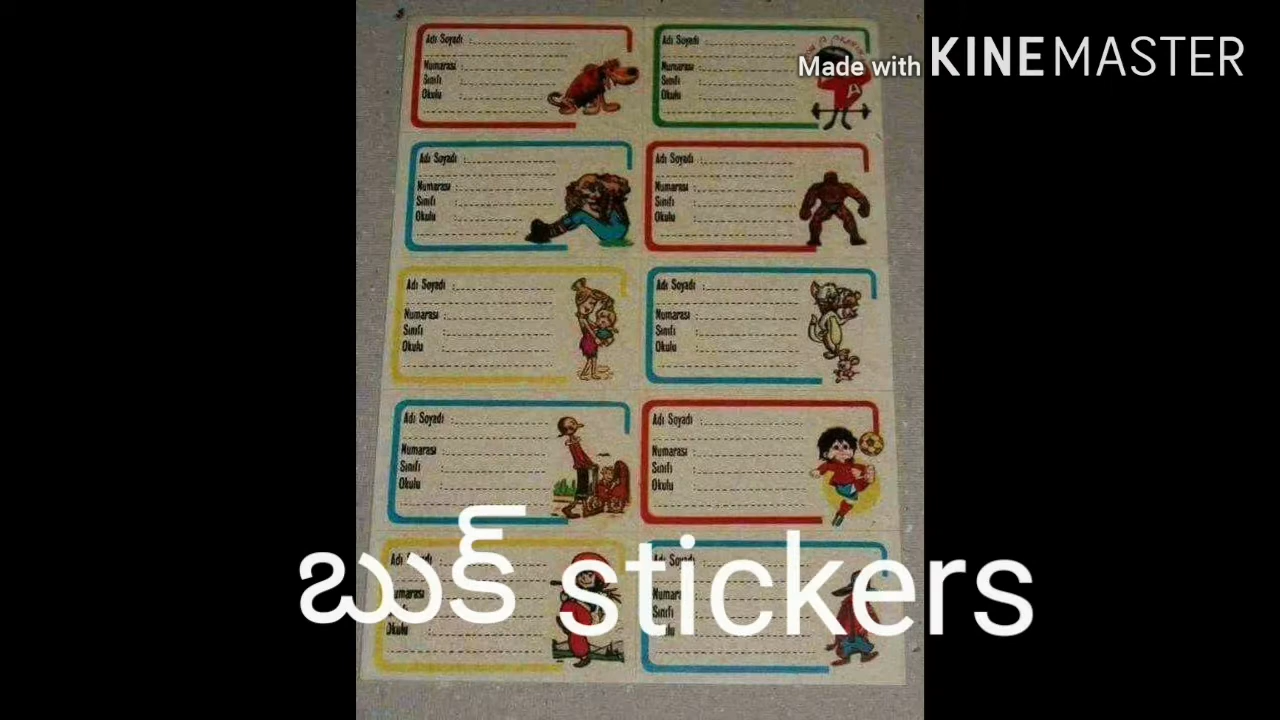 Made with KINEMASTER
Adı Soyadı :
Numarası :
Sınıfı :
Okulu :
Adı Soyadı :
Numarası :
Sınıfı :
Okulu :
Adı Soyadı :
Numarası :
Sınıfı :
Okulu :
Adı Soyadı :
Numarası :
Sınıfı :
Okulu :
Adı Soyadı :
Numarası :
Sınıfı :
Okulu :
Adı Soyadı :
Numarası :
Sınıfı :
Okulu :
Adı Soyadı :
Numarası :
Sınıfı :
Okulu :
Adı Soyadı :
Numarası :
Sınıfı :
Okulu :
Adı Soyadı :
Okulu :
Sınıfı :
బుక్ stickers